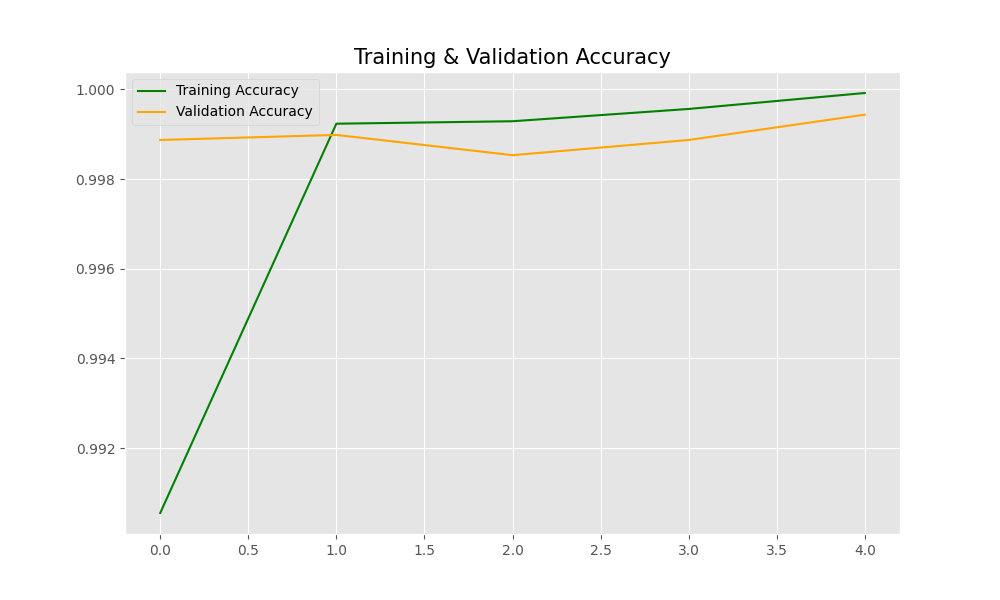 Training & Validation Accuracy
Training Accuracy
Validation Accuracy
1.000
0.998
0.996
0.994
0.992
0.0 0.5 1.0 1.5 2.0 2.5 3.0 3.5 4.0